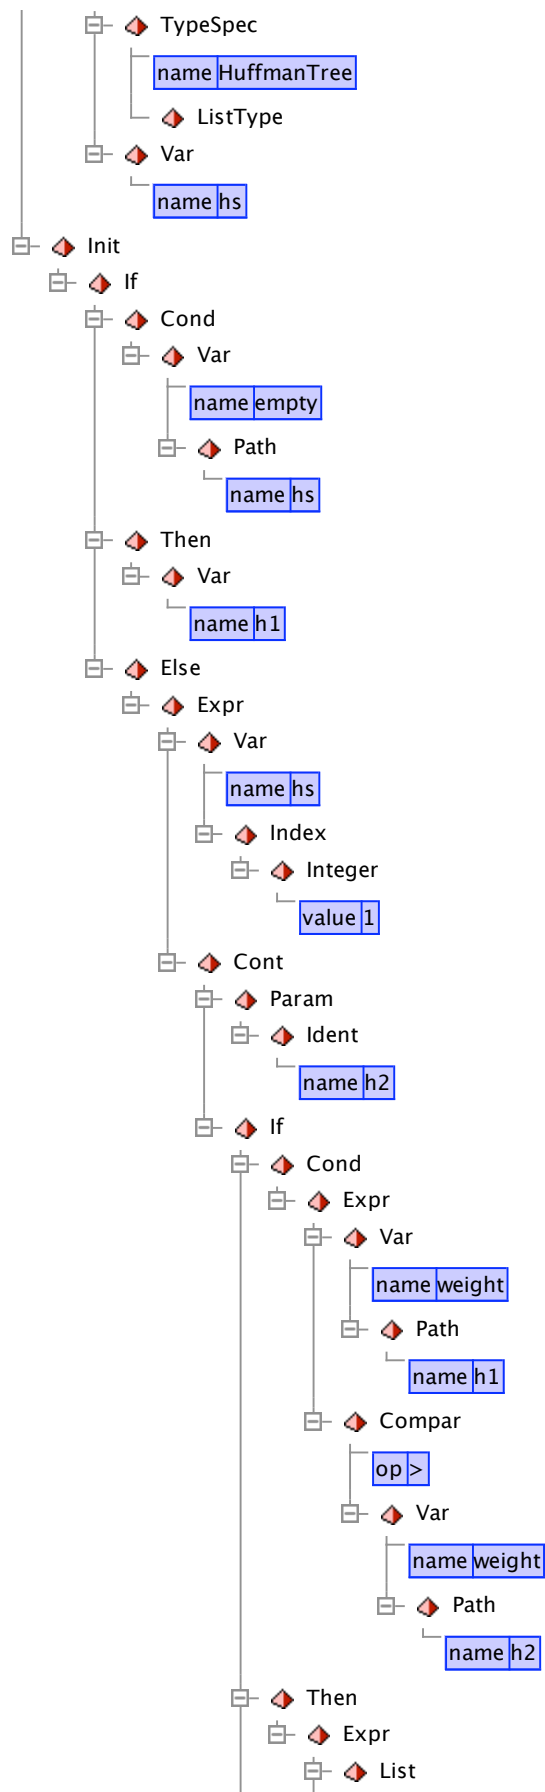 TypeSpec
name HuffmanTree
ListType
Var
name hs
Init
If
Cond
Var
name empty
Path
name hs
Then
Var
name h1
Else
Expr
Var
name hs
Index
Integer
value 1
Cont
Param
Ident
name h2
If
Cond
Expr
Var
name weight
Path
name h1
Compar
op >
Var
name weight
Path
name h2
Then
Expr
List